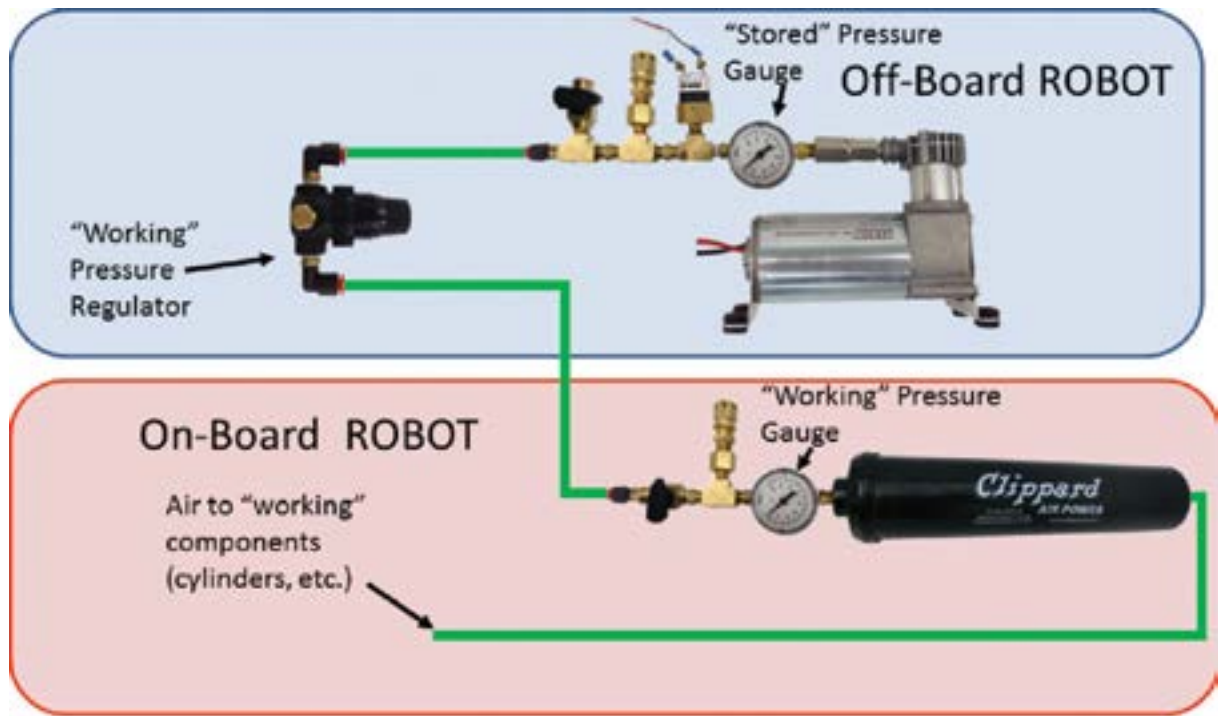 "Stored" Pressure
Gauge
Off-Board ROBOT
"Working"
Pressure
Regulator
"Working" Pressure
Gauge
On-Board ROBOT
Air to "working"
components
(cylinders, etc.)
Clippard
AIR POWER